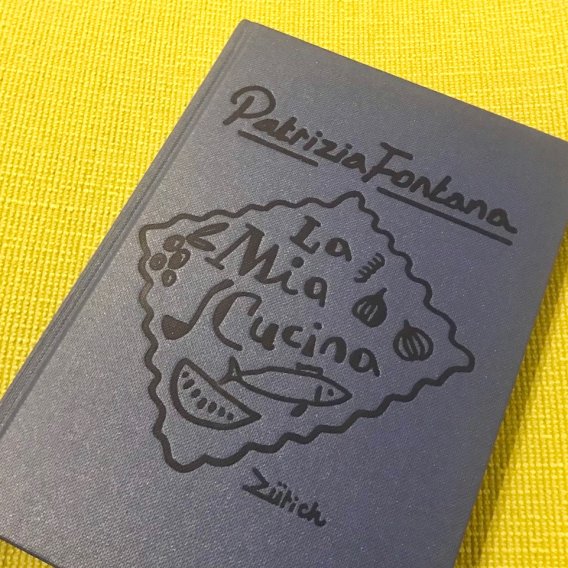 Patrizia Fontana
La
Mia
Cucina
Zürich